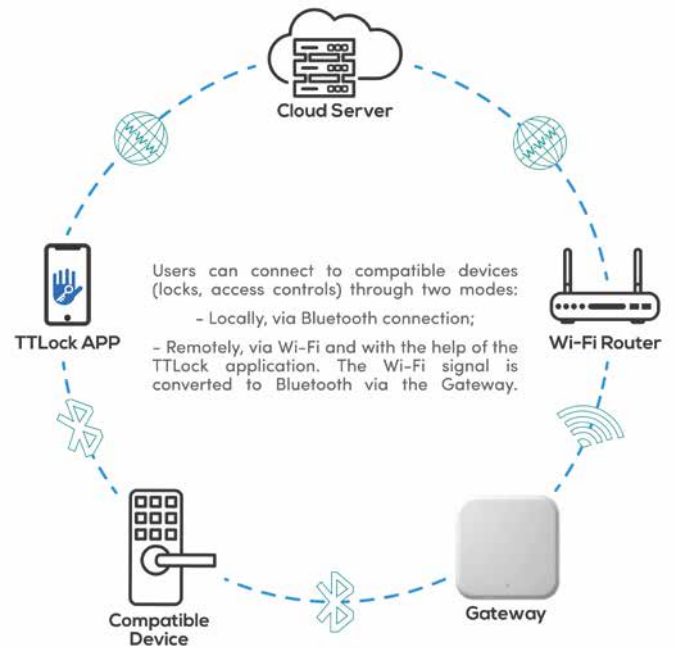 Cloud Server
www
www
Users can connect to compatible devices
(locks, access controls) through two modes:
- Locally, via Bluetooth connection;
- Remotely, via Wi-Fi and with the help of the
TTLock application. The Wi-Fi signal is
converted to Bluetooth via the Gateway.
TTLock APP
Wi-Fi Router
Compatible
Device
Gateway